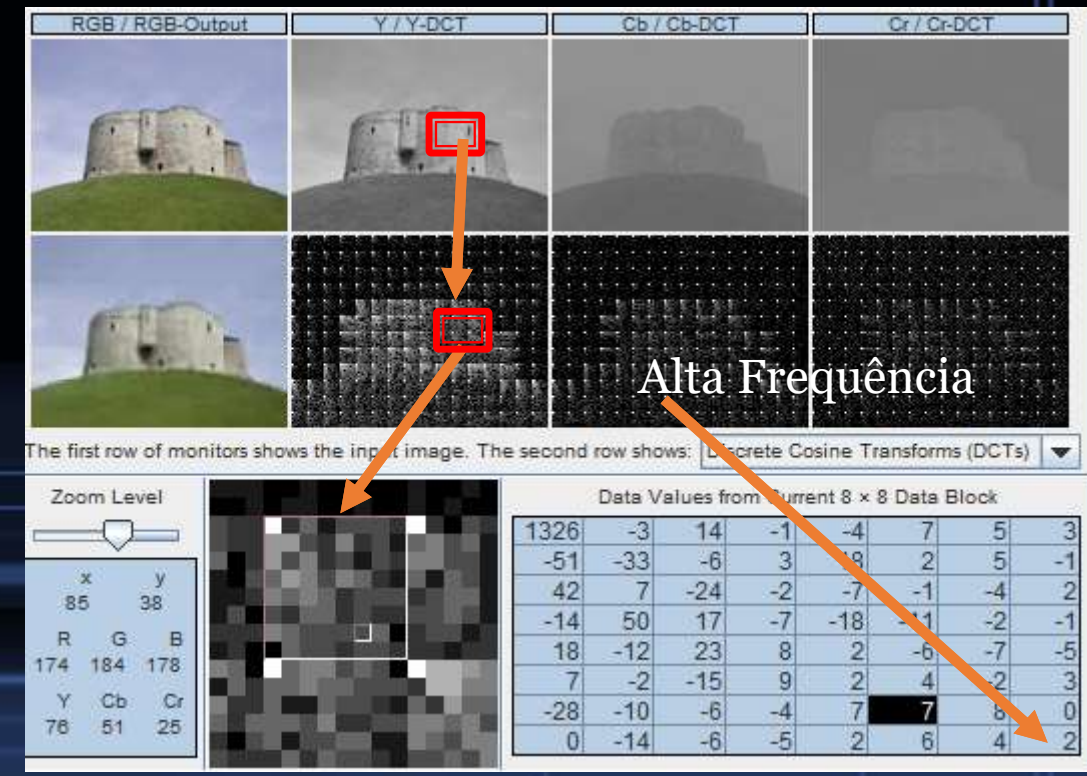 RGB / RGB-Output Y / Y-DCT Cb / Cb-DCT Cr / Cr-DCT
Alta Frequência
The first row of monitors shows the input image. The second row shows: Discrete Cosine Transforms (DCTs)
Zoom Level
x y
85 38
R G B
174 184 178
Y Cb Cr
76 51 25
Data Values from Current 8 × 8 Data Block
1326 -3 14 -1 -4 7 5 3
-51 -33 -6 3 2 5 -1
42 7 -24 -2 -7 -1 -4 2
-14 50 17 -7 -18 -2 -1
18 -12 23 8 2 -6 -7 -5
7 -2 -15 9 2 4 -2 3
-28 -10 -6 -4 7 7 8 0
0 -14 -6 -5 2 6 4 2